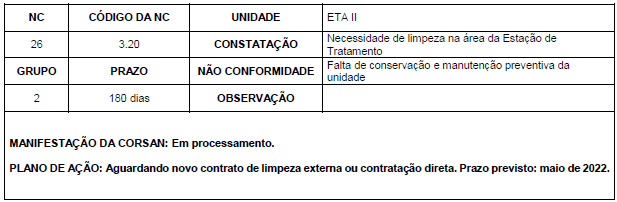 NC CÓDIGO DA NC UNIDADE ETA II
26 3.20 CONSTATAÇÃO Necessidade de limpeza na área da Estação de
Tratamento
GRUPO PRAZO NÃO CONFORMIDADE Falta de conservação e manutenção preventiva da
unidade
2 180 dias OBSERVAÇÃO
MANIFESTAÇÃO DA CORSAN: Em processamento.
PLANO DE AÇÃO: Aguardando novo contrato de limpeza externa ou contratação direta. Prazo previsto: maio de 2022.